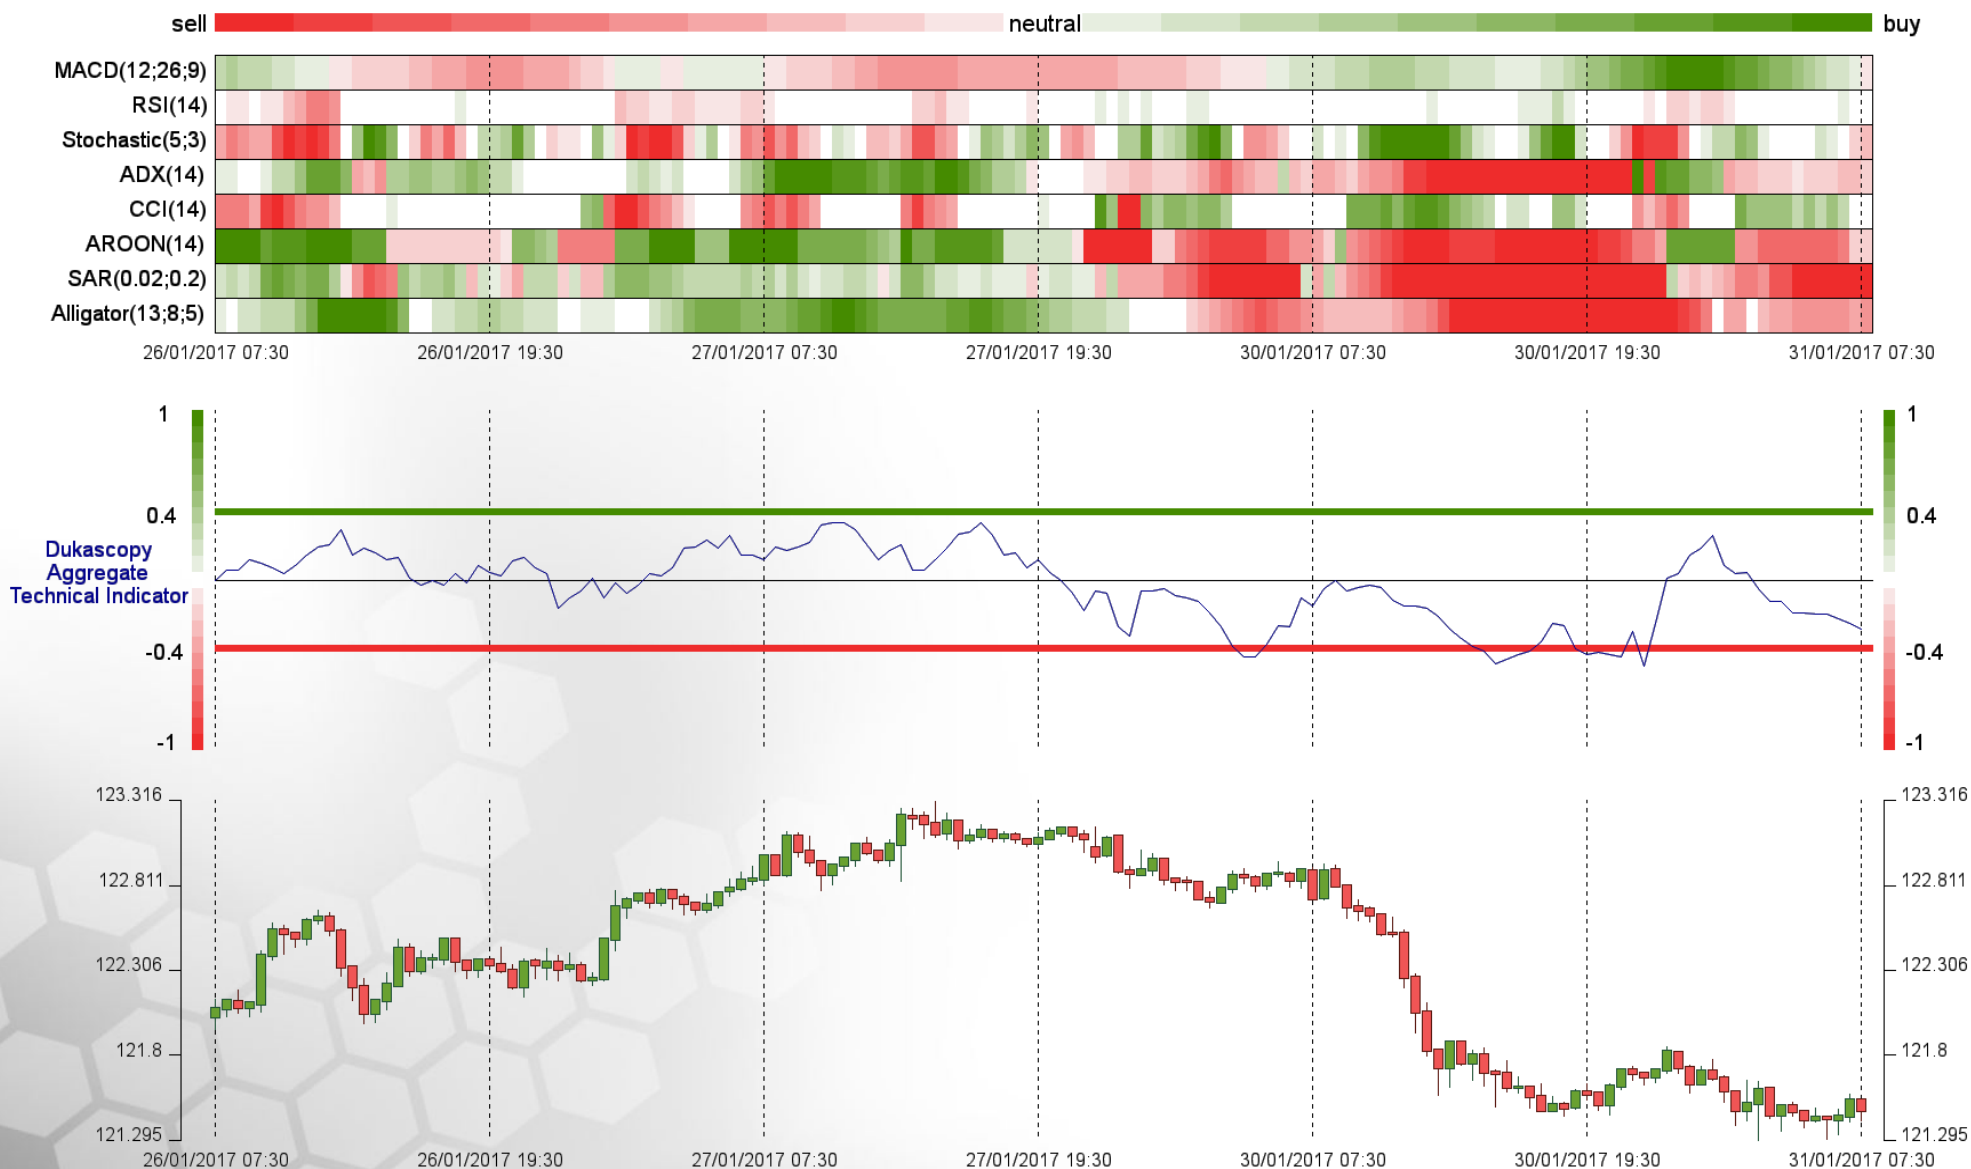 sell neutral buy
MACD(12;26;9)
RSI(14)
Stochastic(5;3)
ADX(14)
CCI(14)
AROON(14)
SAR(0.02;0.2)
Alligator(13;8;5)
26/01/2017 07:30 26/01/2017 19:30 27/01/2017 07:30 27/01/2017 19:30 30/01/2017 07:30 30/01/2017 19:30 31/01/2017 07:30
1 1
0.4 0.4
Dukascopy
Aggregate
Technical Indicator
-0.4 -0.4
-1 -1
123.316 123.316
122.811 122.811
122.306 122.306
121.8 121.8
121.295 121.295
26/01/2017 07:30 26/01/2017 19:30 27/01/2017 07:30 27/01/2017 19:30 30/01/2017 07:30 30/01/2017 19:30 31/01/2017 07:30